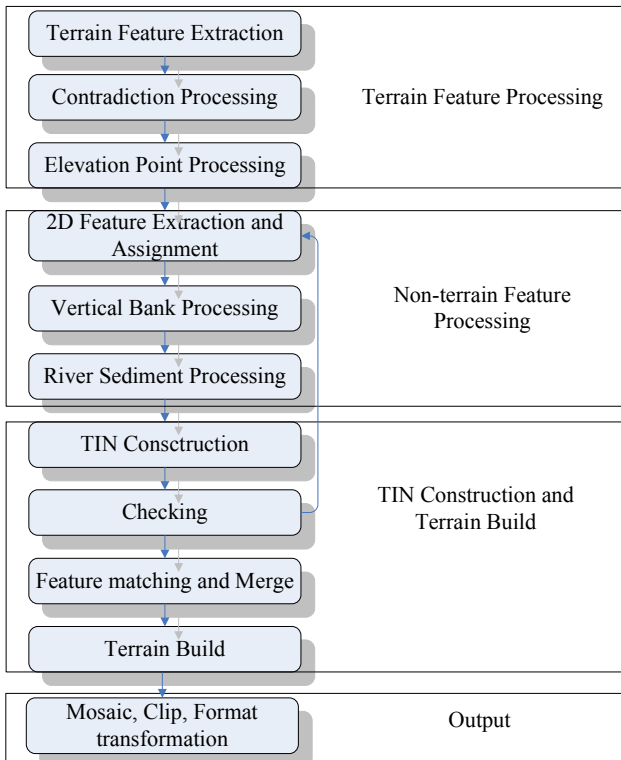 Terrain Feature Extraction
Contradiction Processing
Terrain Feature Processing
Elevation Point Processing
2D Feature Extraction and
Assignment
Vertical Bank Processing
Non-terrain Feature
Processing
River Sediment Processing
TIN Consctruction
Checking
TIN Construction and
Terrain Build
Feature matching and Merge
Terrain Build
Mosaic, Clip, Format
transformation
Output